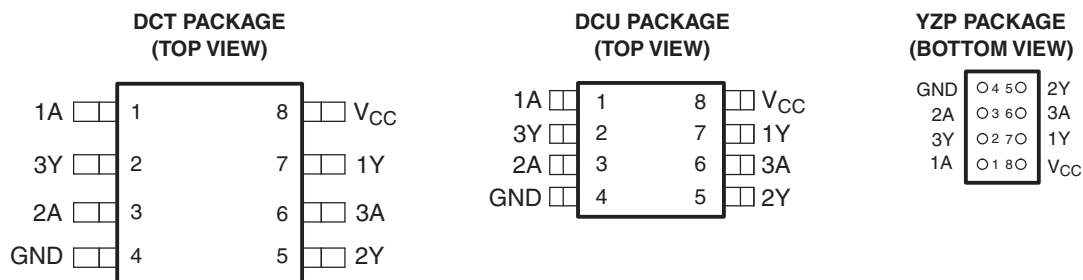 DCT PACKAGE
(TOP VIEW)
1A 1 8 VCC
3Y 2 7 1Y
2A 3 6 3A
GND 4 5 2Y
DCU PACKAGE
(TOP VIEW)
1A 1 8 VCC
3Y 2 7 1Y
2A 3 6 3A
GND 4 5 2Y
YZP PACKAGE
(BOTTOM VIEW)
GND 4 5 2Y
2A 3 6 3A
3Y 2 7 1Y
1A 1 8 VCC